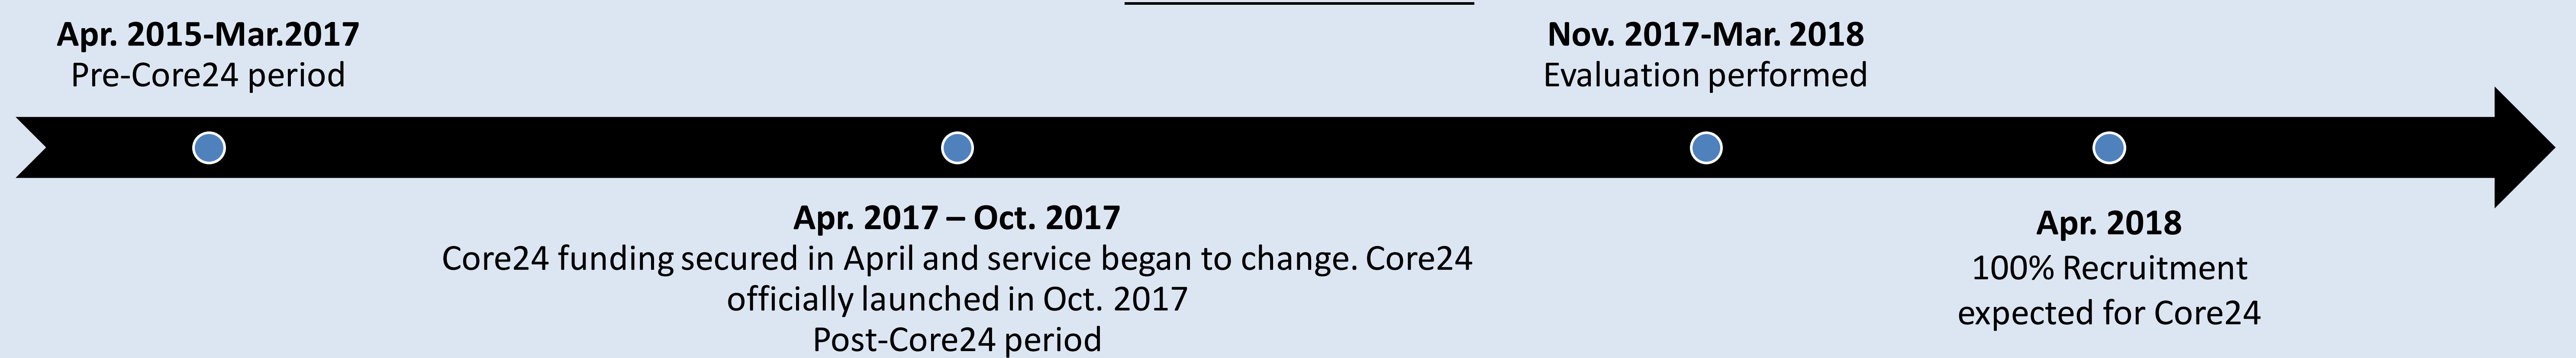 Apr. 2015-Mar.2017
Pre-Core24 period
Apr. 2017 – Oct. 2017
Core24 funding secured in April and service began to change. Core24
officially launched in Oct. 2017
Post-Core24 period
Nov. 2017-Mar. 2018
Evaluation performed
Apr. 2018
100% Recruitment
expected for Core24